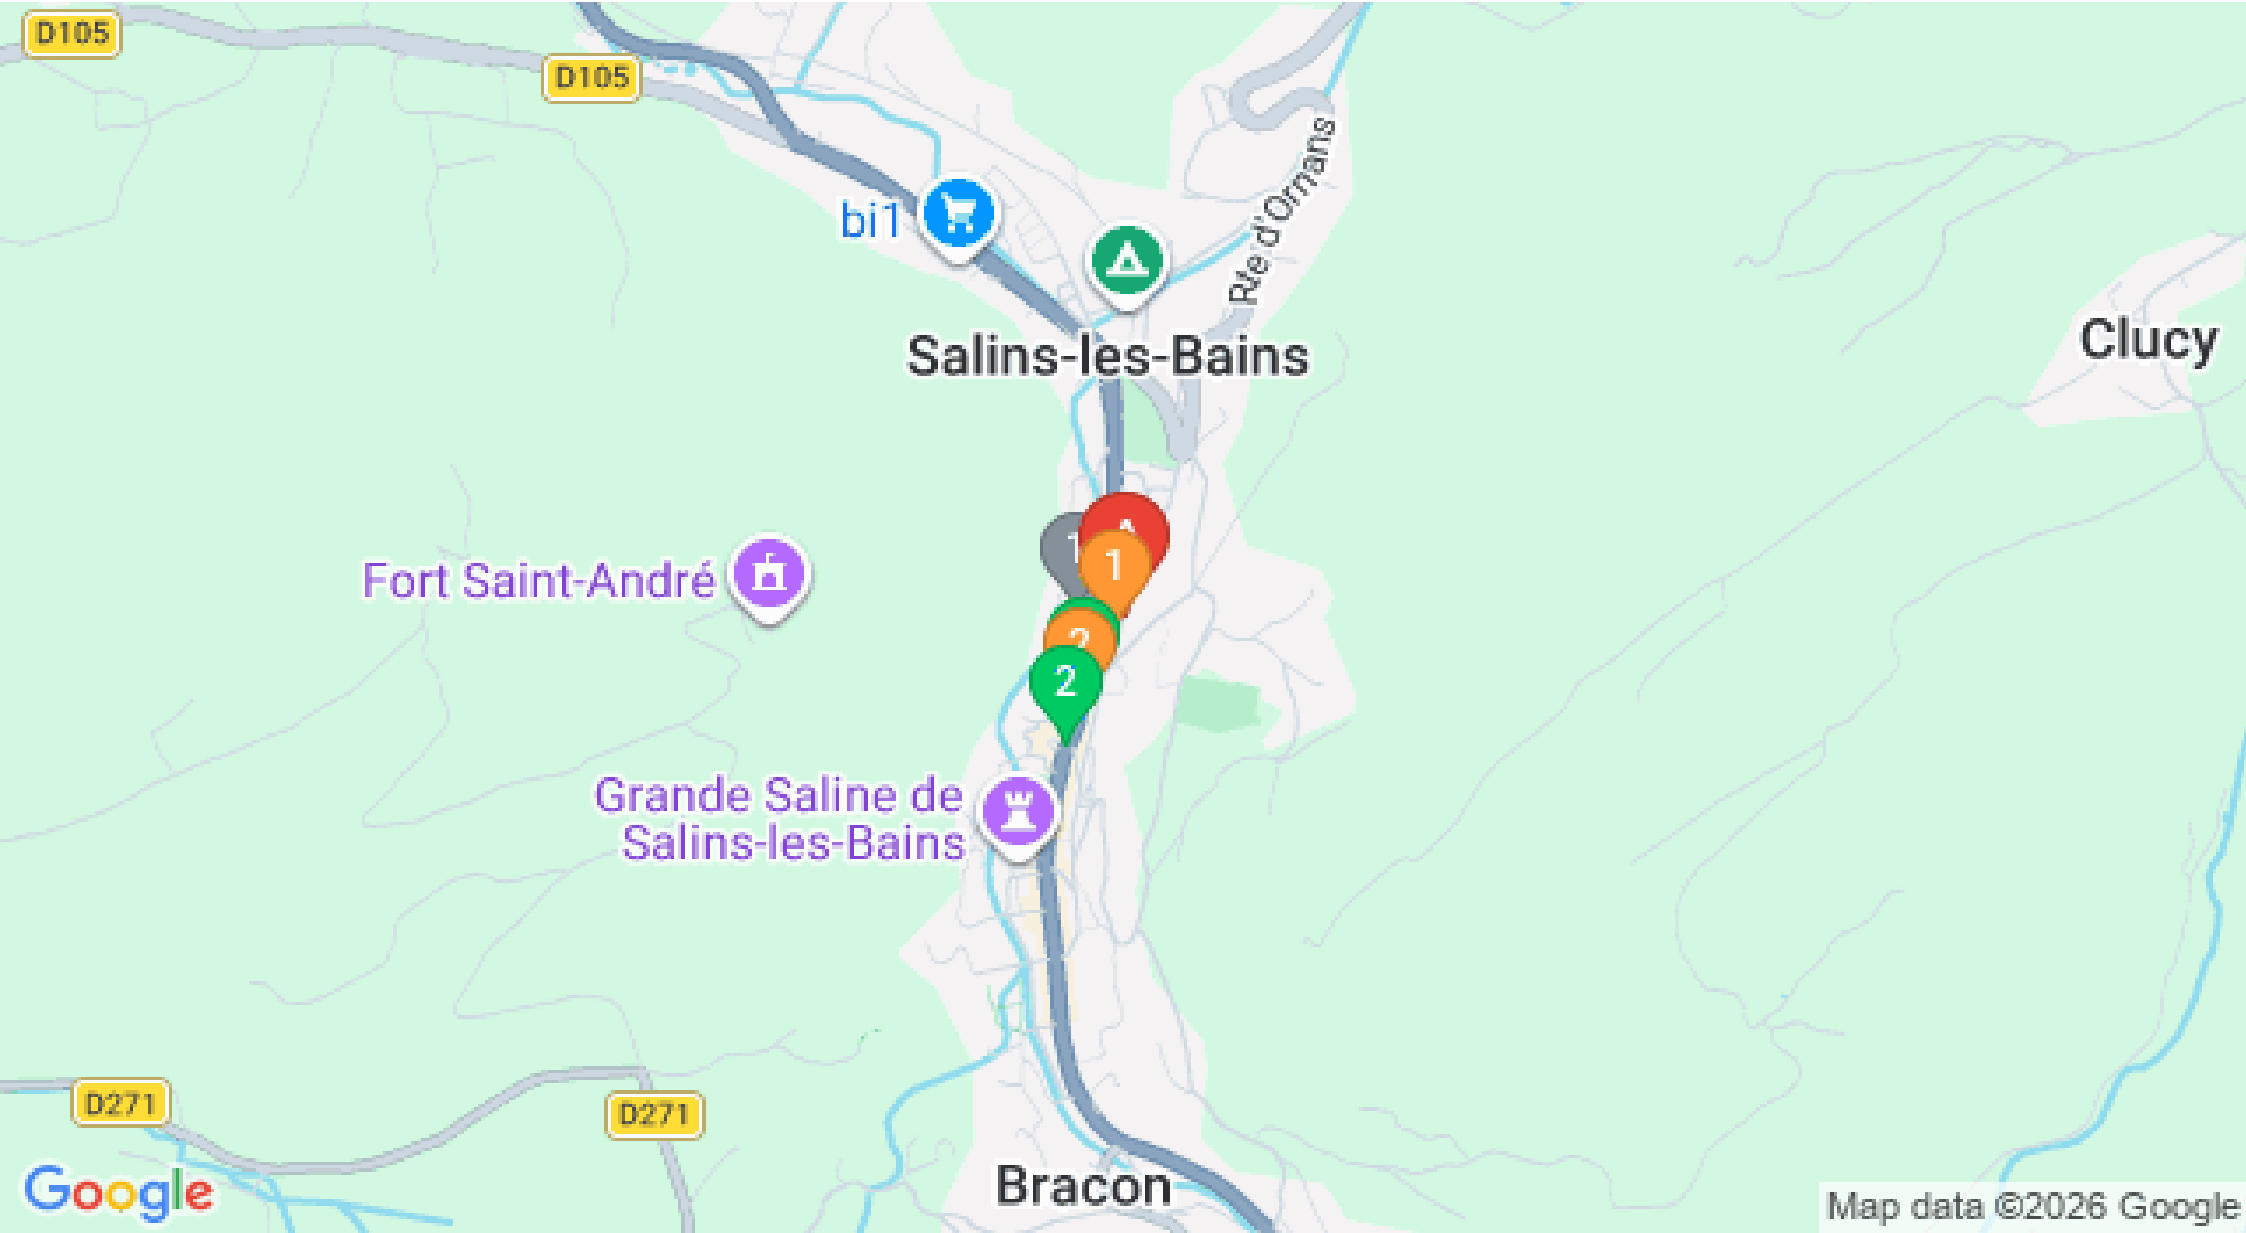 D105
D105
bi1
Rte d'Ornans
Salins-les-Bains
Clucy
1
1
Fort Saint-André
2
2
Grande Saline de
Salins-les-Bains
D271
D271
Bracon
Google
Map data ©2026 Google